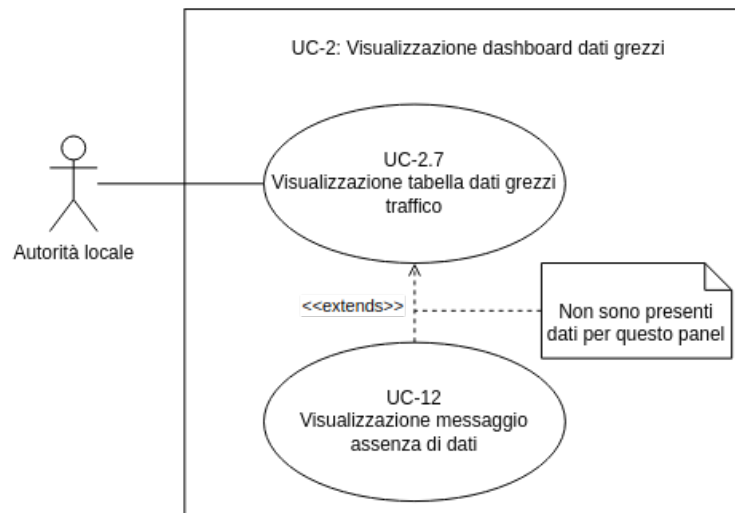 UC-2: Visualizzazione dashboard dati grezzi
UC-2.7
Visualizzazione tabella dati grezzi
traffico
Autorità locale
<<extends>>
Non sono presenti
dati per questo panel
UC-12
Visualizzazione messaggio
assenza di dati